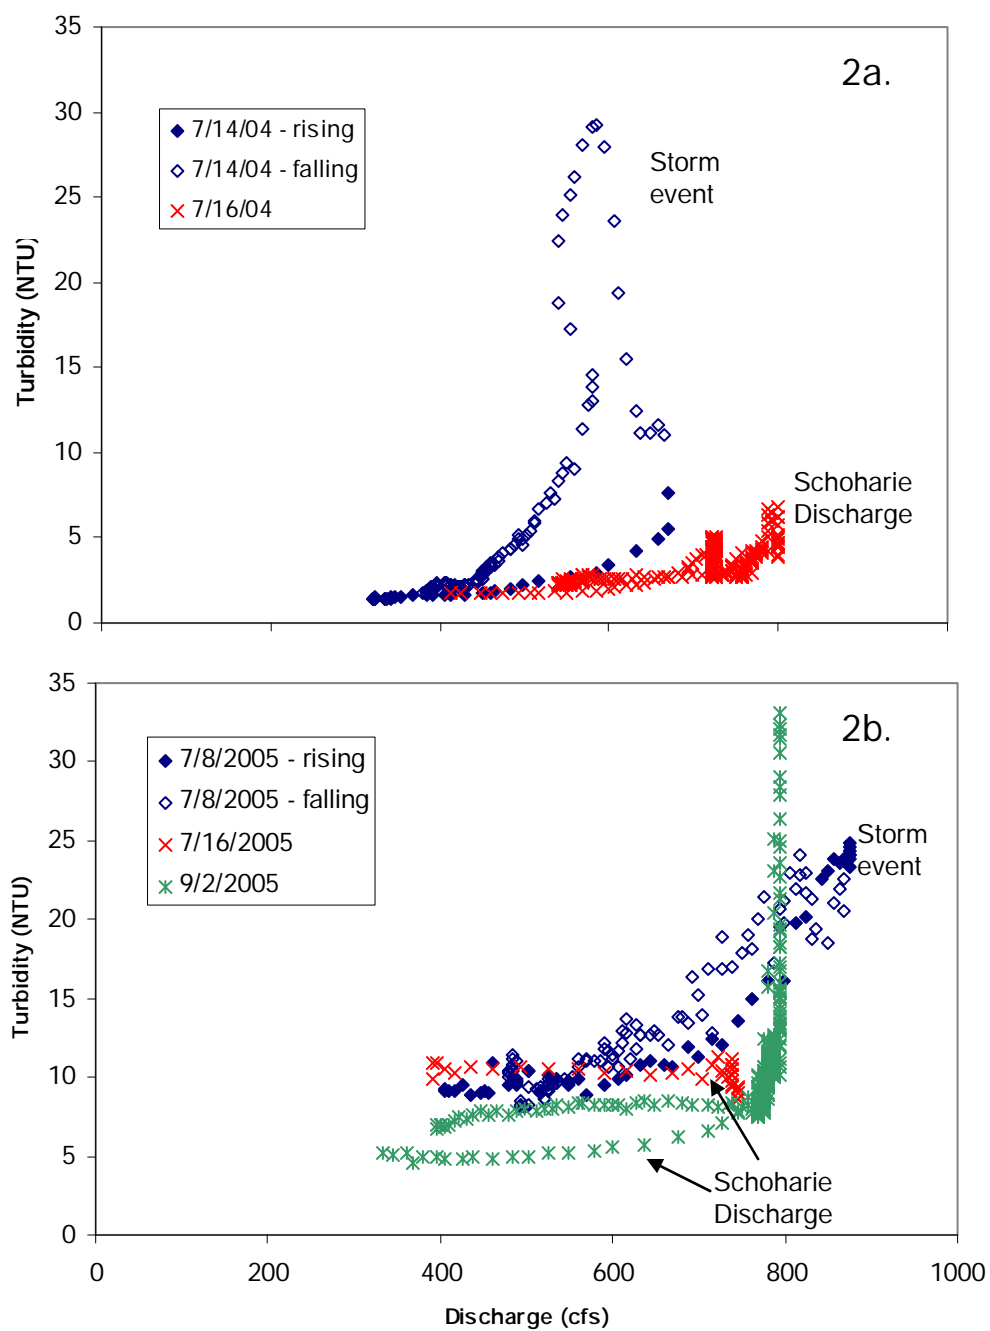 35
2a.
30
7/14/04 - rising
7/14/04 - falling
7/16/04
Storm
event
25
20
15
10
5
0
Turbidity (NTU)
Schoharie
Discharge
35
2b.
30
7/8/2005 - rising
7/8/2005 - falling
7/16/2005
9/2/2005
25
Storm
event
20
15
10
5
0
Turbidity (NTU)
Schoharie
Discharge
0 200 400 600 800 1000
Discharge (cfs)